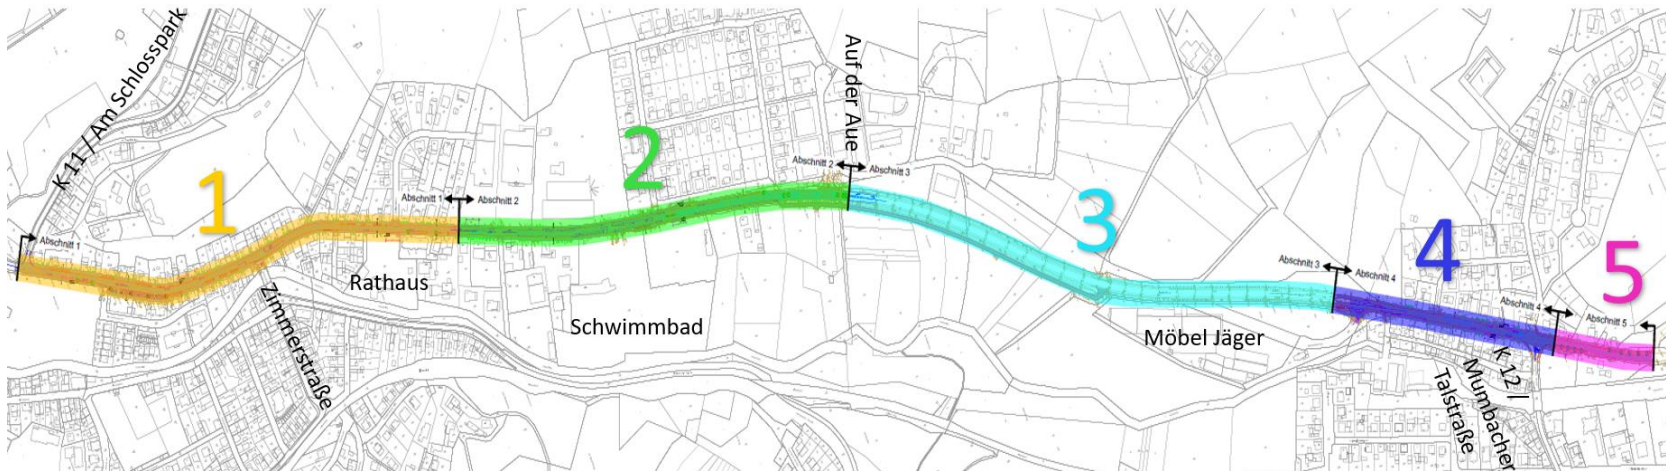 K 11 / Am Schlosspark
Abschnitt 1
1
Zimmerstraße
Rathaus
Abschnitt 1
Abschnitt 2
2
Schwimmbad
Auf der Aue
Abschnitt 2
Abschnitt 3
3
Möbel Jäger
Abschnitt 3
Abschnitt 4
4
K 12 /
Mumbacher
Talstraße
Abschnitt 4
Abschnitt 5
5